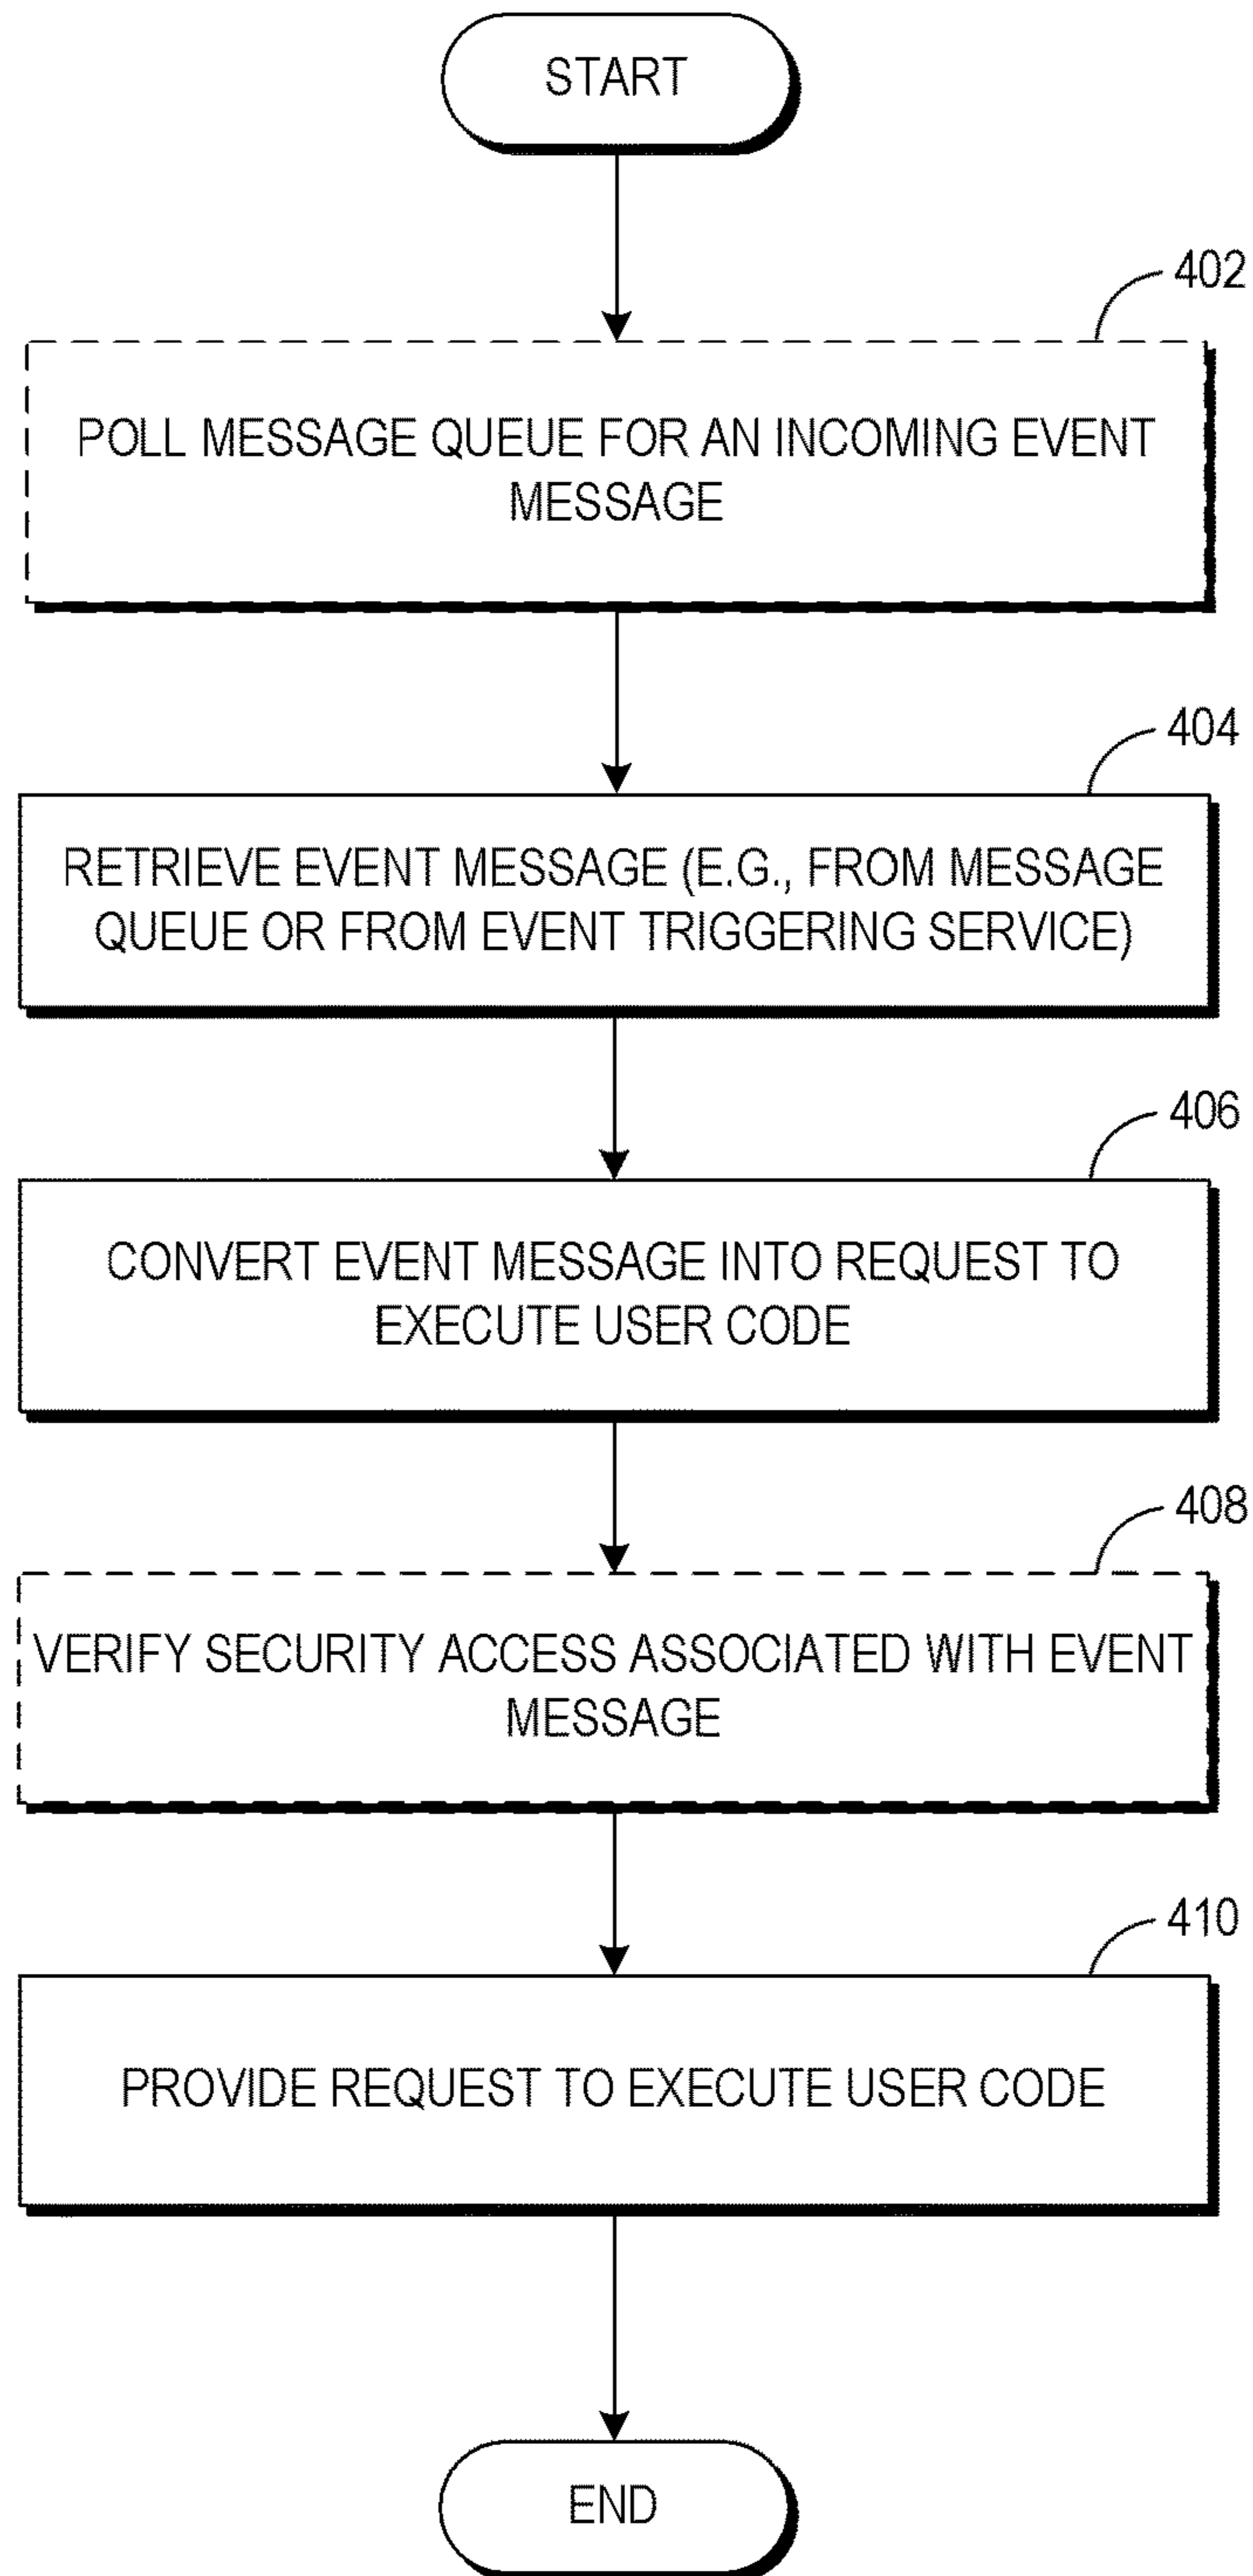 START
402
POLL MESSAGE QUEUE FOR AN INCOMING EVENT
MESSAGE
404
RETRIEVE EVENT MESSAGE (E.G., FROM MESSAGE
QUEUE OR FROM EVENT TRIGGERING SERVICE)
406
CONVERT EVENT MESSAGE INTO REQUEST TO
EXECUTE USER CODE
408
VERIFY SECURITY ACCESS ASSOCIATED WITH EVENT
MESSAGE
410
PROVIDE REQUEST TO EXECUTE USER CODE
END